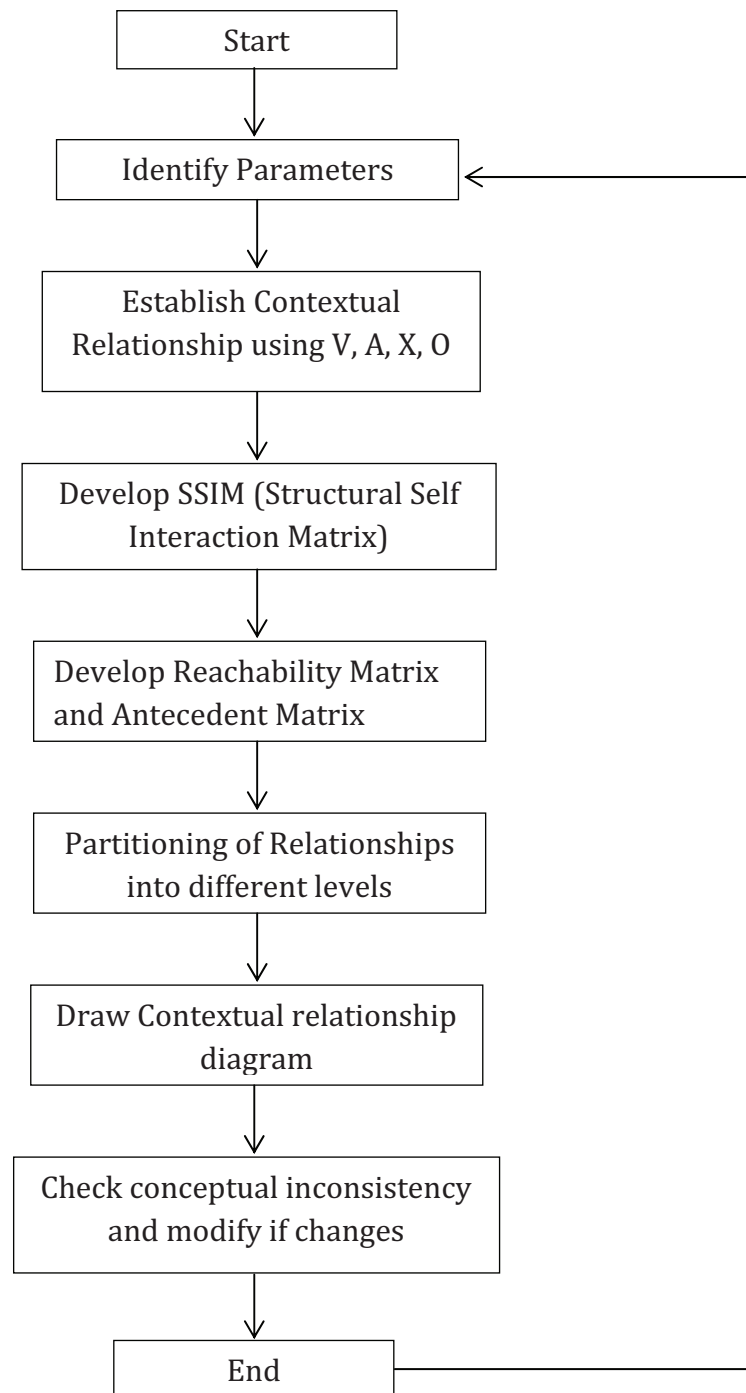 Start
Identify Parameters
Establish Contextual
Relationship using V, A, X, O
Develop SSIM (Structural Self
Interaction Matrix)
Develop Reachability Matrix
and Antecedent Matrix
Partitioning of Relationships
into different levels
Draw Contextual relationship
diagram
Check conceptual inconsistency
and modify if changes
End